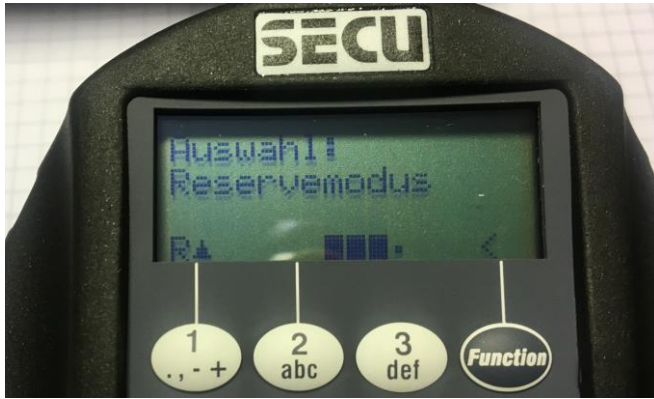 SECU
Auswahl:
Reservemodus
R
1
., - +
2
abc
3
def
Function